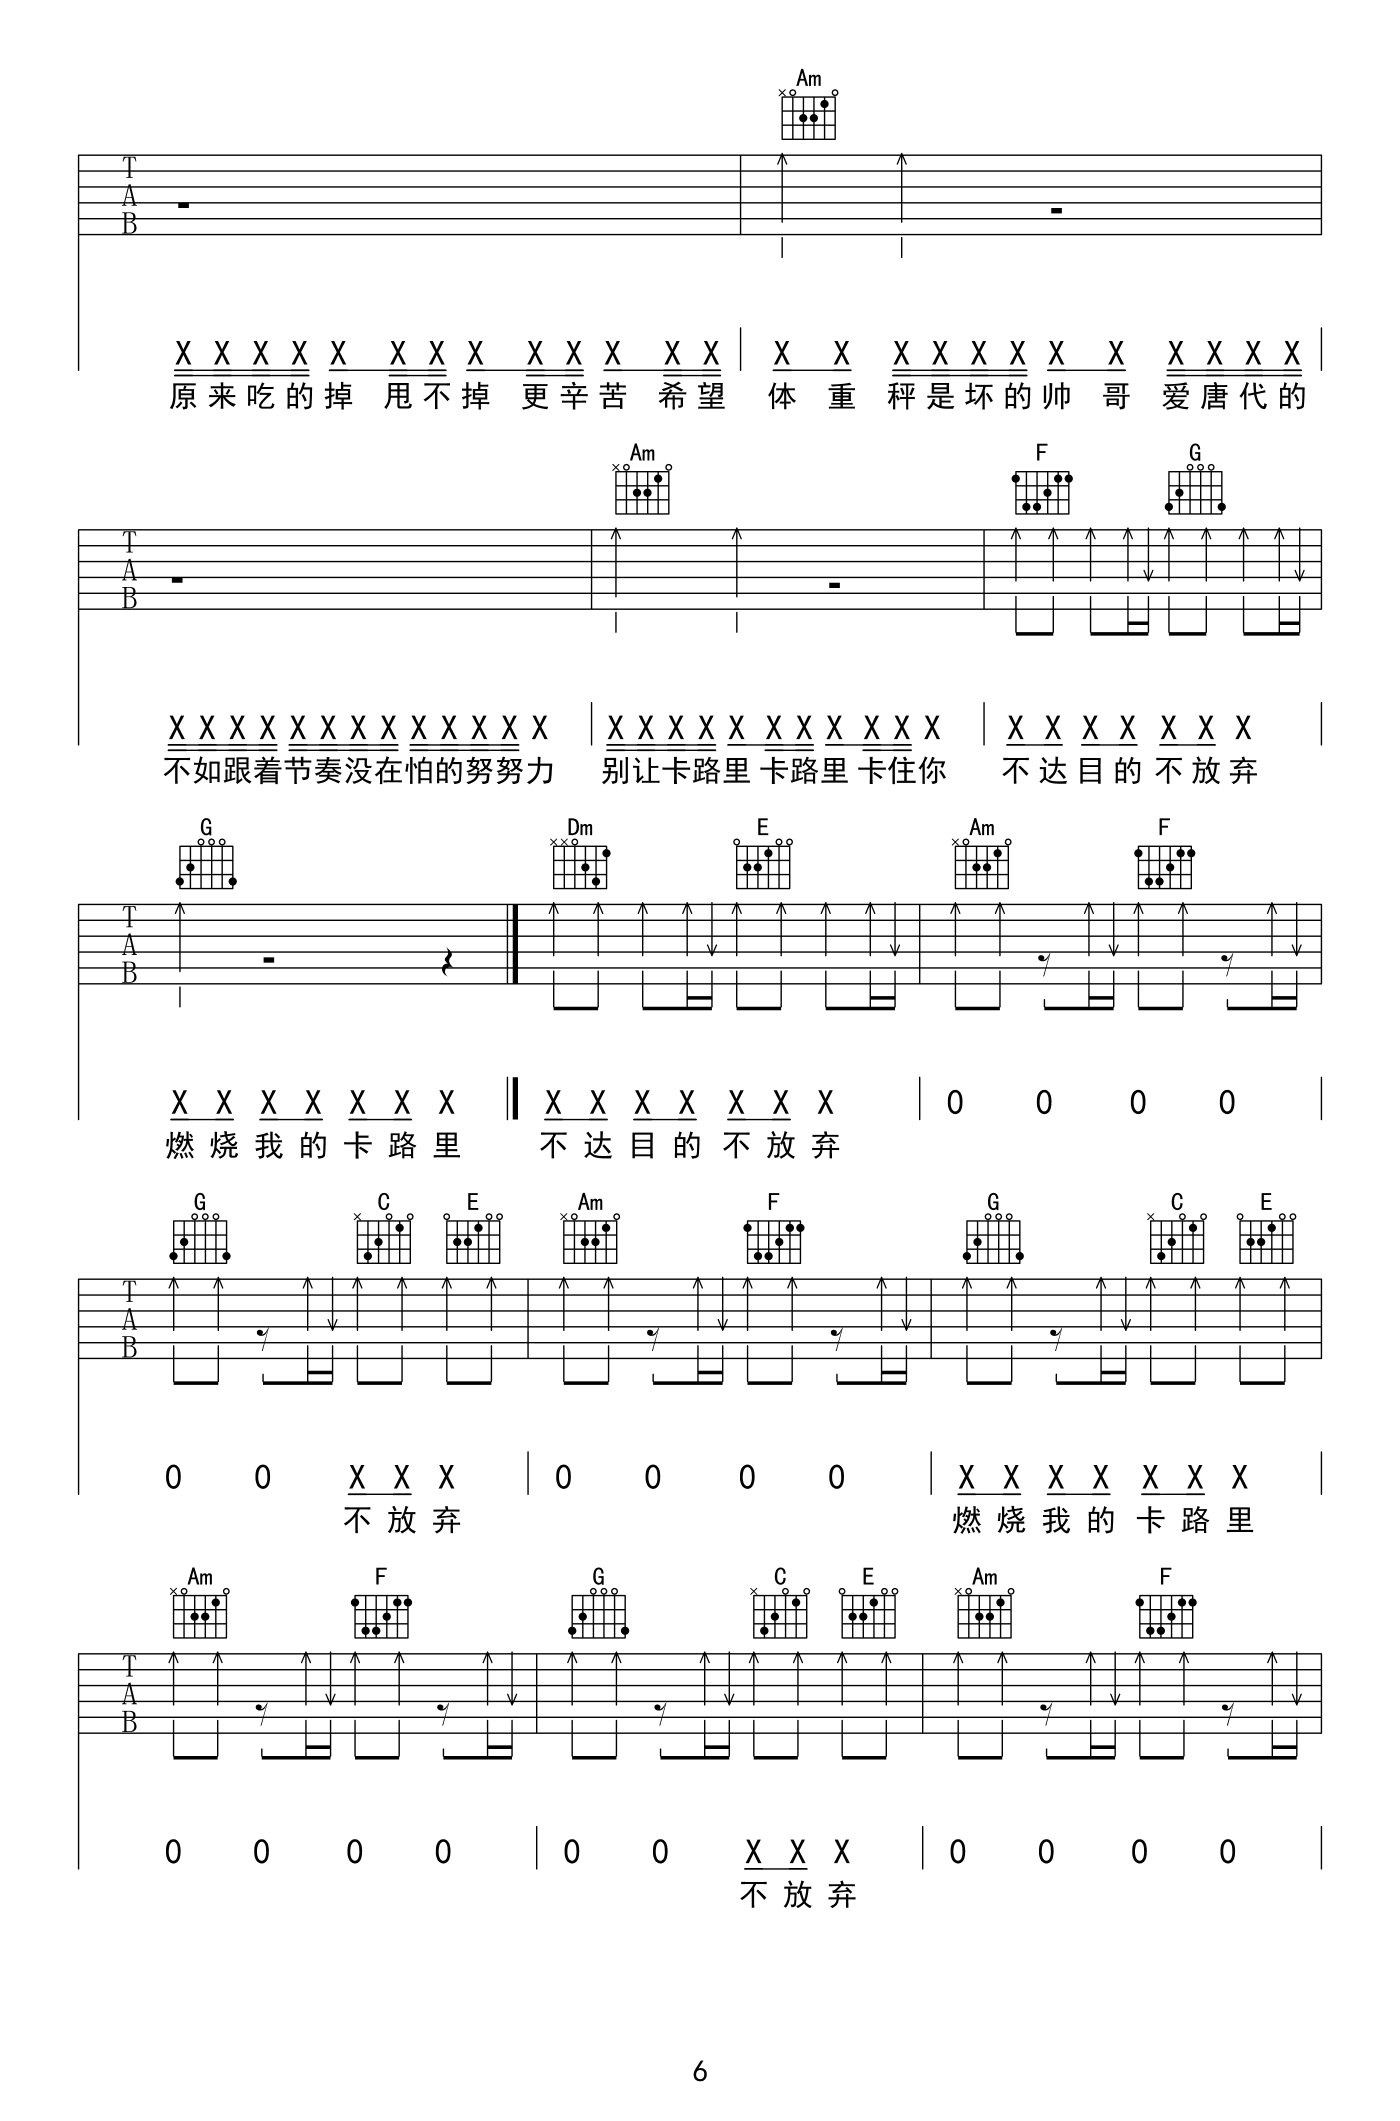 Am
T
A
B
X X X X X X X X X X X X X X X X X X X X X X X X X
原来吃的掉 甩不掉 更辛苦 希望 体 重 秤是坏的帅 哥 爱唐代的
Am F G
T
A
B
X X X X X X X X X X X X X X X X X X X X X X X X X X X X X X X
不如跟着节奏没在怕的努努力 别让卡路里卡路里卡住你 不达目的不放弃
G Dm E Am F
T
A
B
X X X X X X X X X X X X X X 0 0 0 0
燃烧我的卡路里 不达目的不放弃
G C E Am F G C E
T
A
B
0 0 X X X 0 0 0 0 X X X X X X X
不放弃 燃烧我的卡路里
Am F G C E Am F
T
A
B
0 0 0 0 0 0 X X X 0 0 0 0
不放弃
6